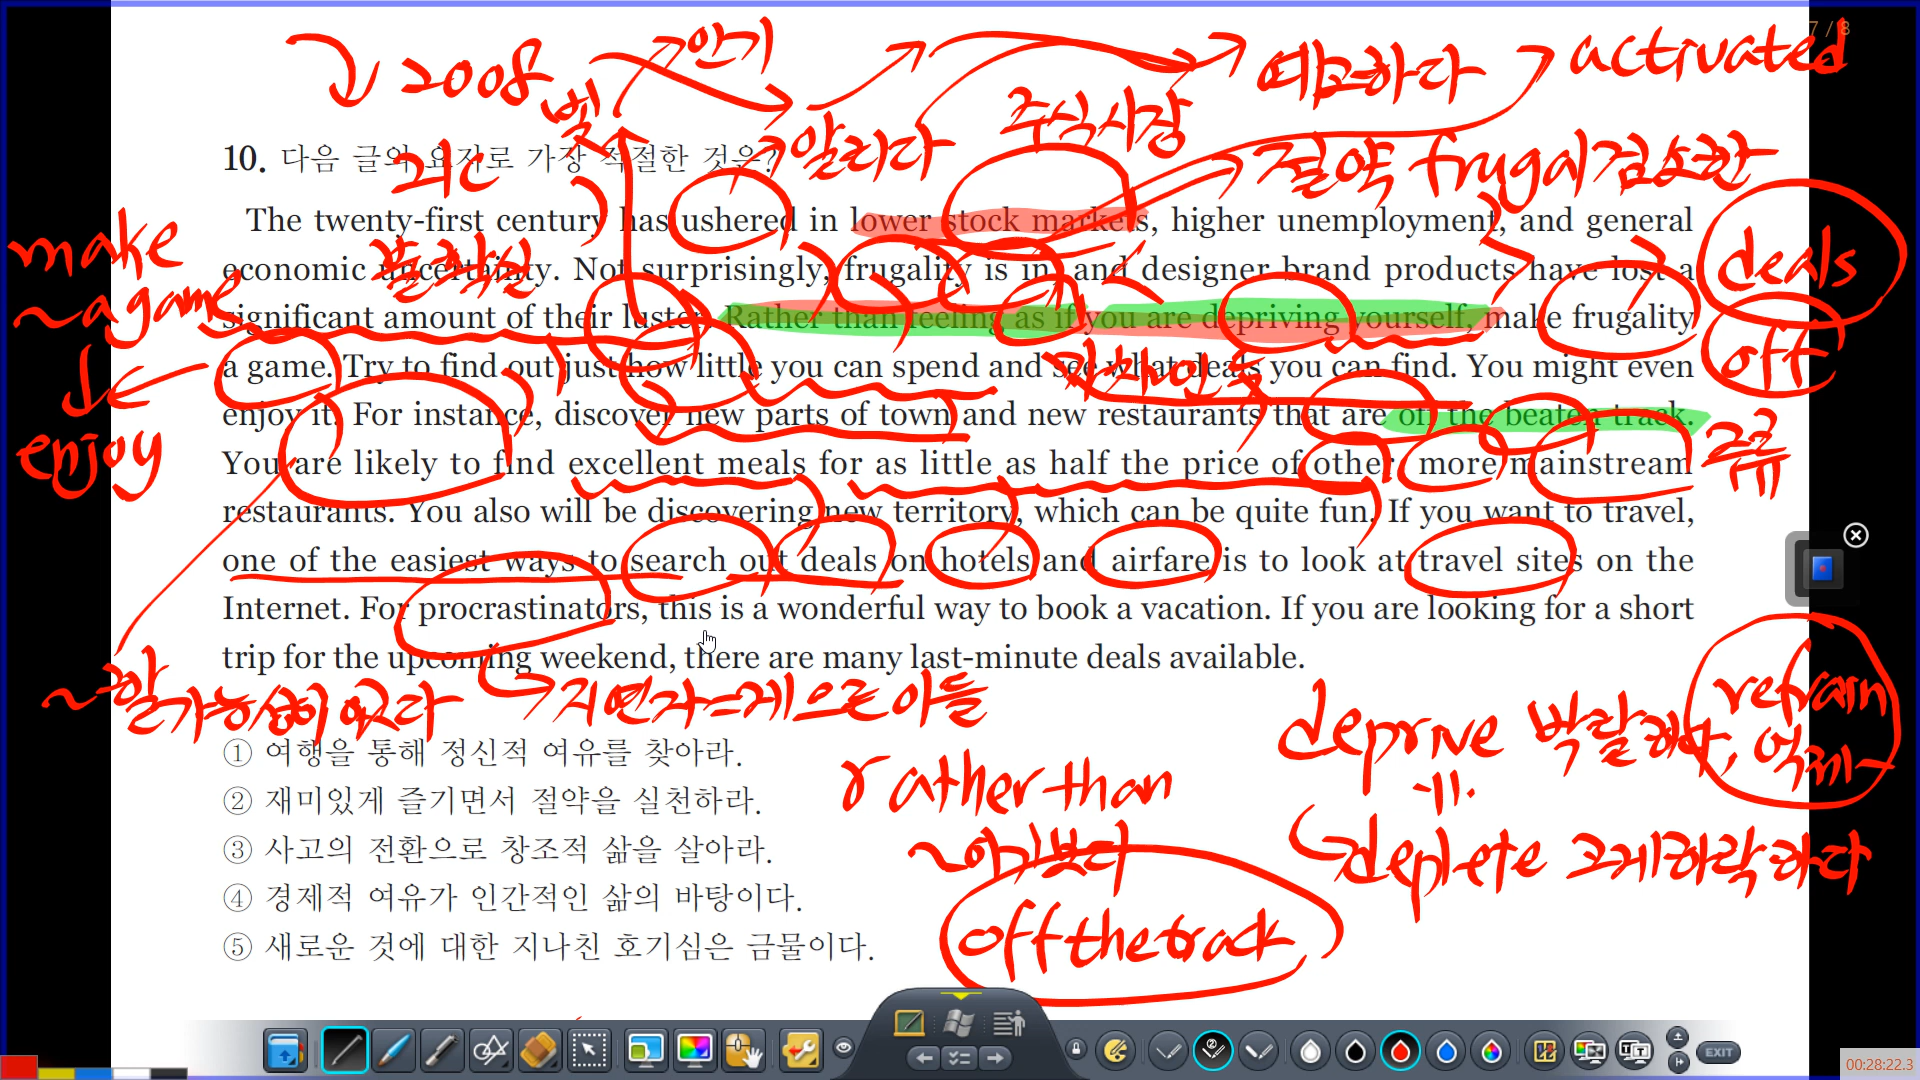 7 / 8
2008 빛 인기 알리다 주식시장 예고하다 activated
절약 frugal 검소한
10. 다음 글의 요지로 가장 적절한 것은?
The twenty-first century has ushered in lower stock markets, higher unemployment, and general
economic uncertainty. Not surprisingly, frugality is in, and designer brand products have lost a
significant amount of their luster. Rather than feeling as if you are depriving yourself, make frugality
a game. Try to find out just how little you can spend and see what deals you can find. You might even
enjoy it. For instance, discover new parts of town and new restaurants that are off the beaten track.
You are likely to find excellent meals for as little as half the price of other, more mainstream
restaurants. You also will be discovering new territory, which can be quite fun. If you want to travel,
one of the easiest ways to search out deals on hotels and airfare is to look at travel sites on the
Internet. For procrastinators, this is a wonderful way to book a vacation. If you are looking for a short
trip for the upcoming weekend, there are many last-minute deals available.
make
~a game
enjoy
불확실
deals
off
주류
~할 가능성이 있다
지연자=게으른 아들
① 여행을 통해 정신적 여유를 찾아라.
② 재미있게 즐기면서 절약을 실천하라.
③ 사고의 전환으로 창조적 삶을 살아라.
④ 경제적 여유가 인간적인 삶의 바탕이다.
⑤ 새로운 것에 대한 지나친 호기심은 금물이다.
rather than
~하기보다
off the track
deprive 박탈하다,
refrain
억제
deplete 고게하락하다
EXIT
00:28:22.3